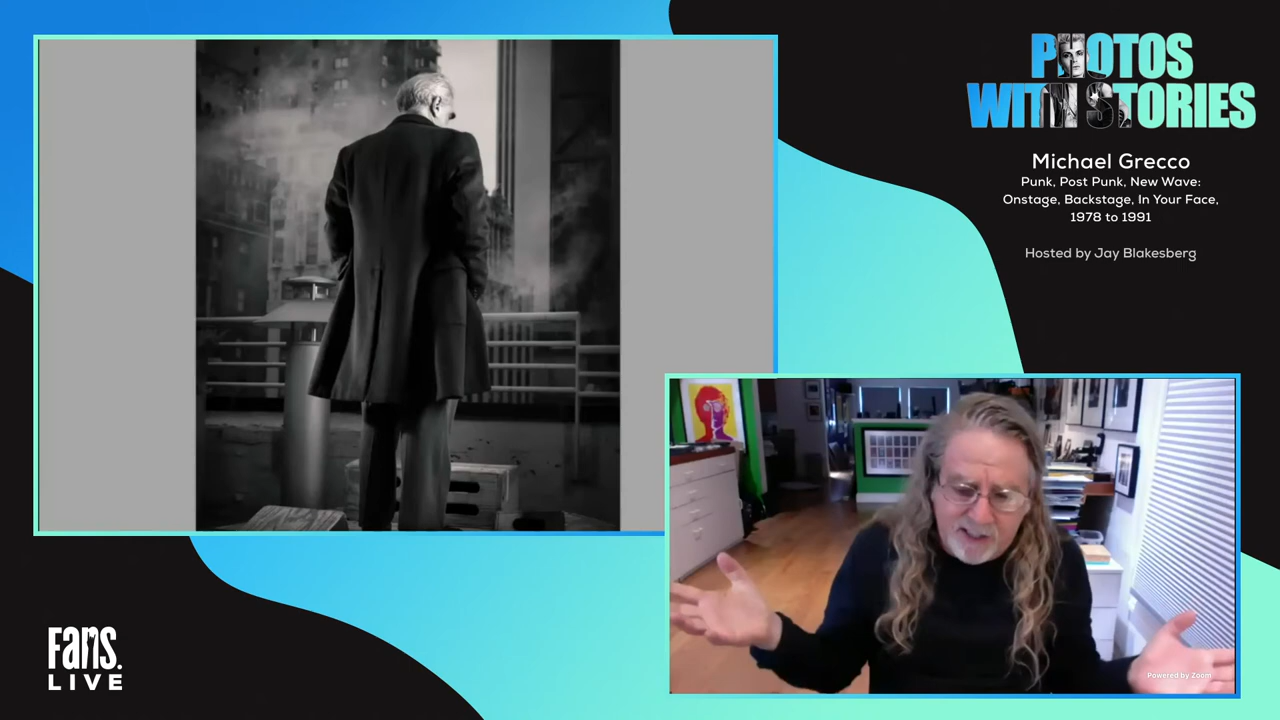 PHOTOS
WITH STORIES
Michael Grecco
Punk, Post Punk, New Wave:
Onstage, Backstage, In Your Face,
1978 to 1991
Hosted by Jay Blakesberg
Powered by Zoom
Fans.
LIVE